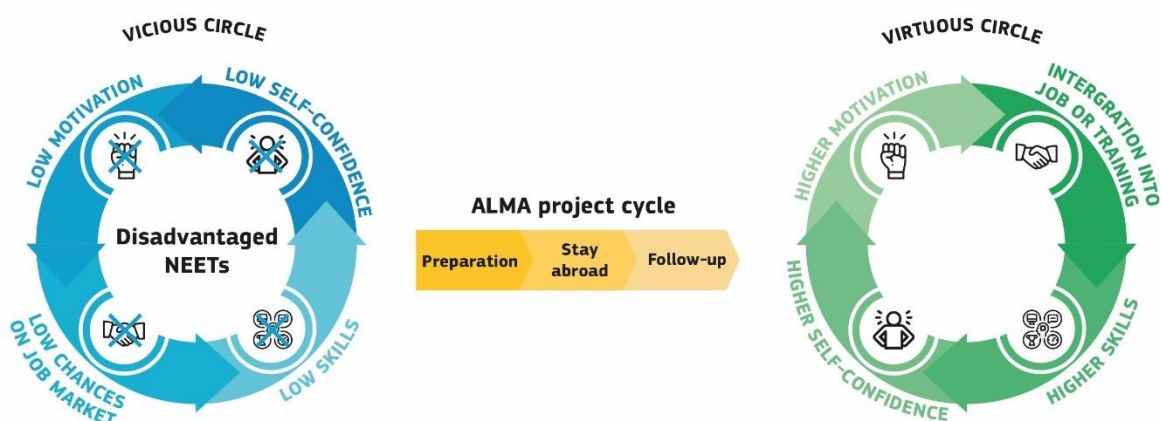 VICIOUS CIRCLE
LOW MOTIVATION
LOW SELF-CONFIDENCE
Disadvantaged
NEETs
LOW CHANCES
ON JOB MARKET
LOW SKILLS
ALMA project cycle
Preparation
Stay
abroad
Follow-up
VIRTUOUS CIRCLE
HIGHER MOTIVATION
INTERGRATION INTO
JOB OR TRAINING
HIGHER SELF-CONFIDENCE
HIGHER SKILLS